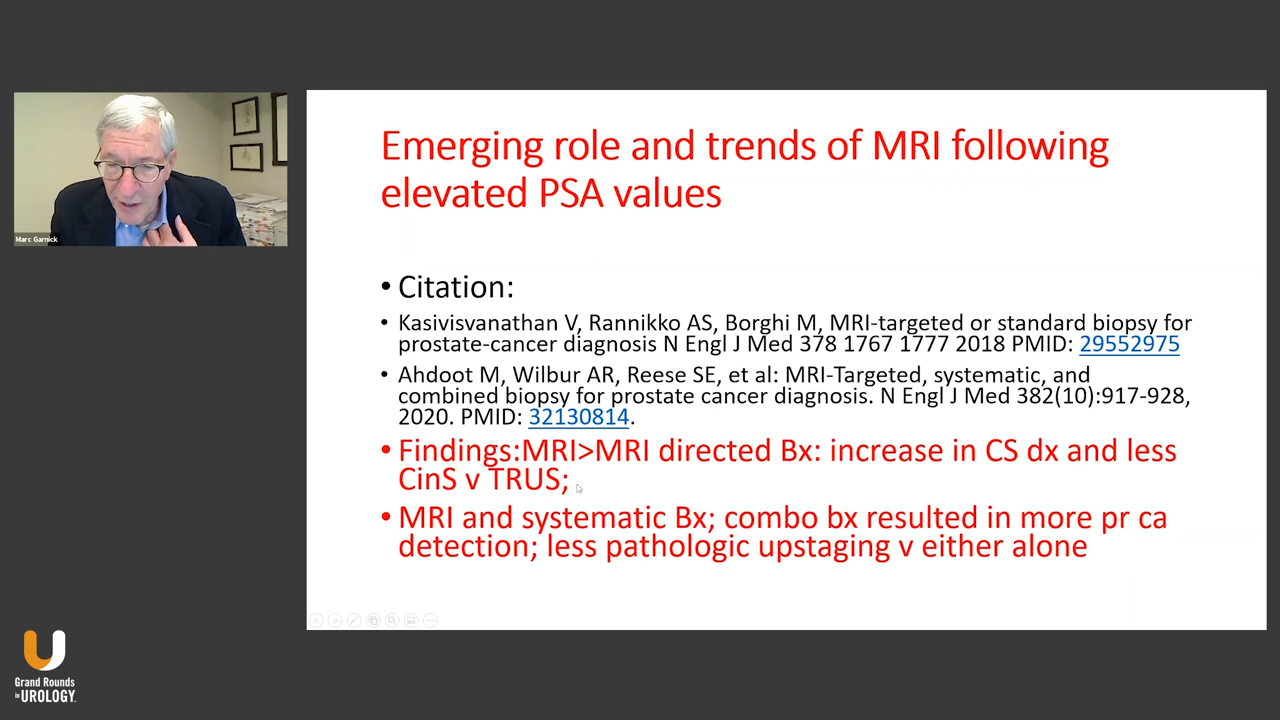 Marc Garnick
Emerging role and trends of MRI following
elevated PSA values
• Citation:
• Kasivisvanathan V, Rannikko AS, Borghi M, MRI-targeted or standard biopsy for
prostate-cancer diagnosis N Engl J Med 378 1767 1777 2018 PMID: 29552975
• Ahdoot M, Wilbur AR, Reese SE, et al: MRI-Targeted, systematic, and
combined biopsy for prostate cancer diagnosis. N Engl J Med 382(10):917-928,
2020. PMID: 32130814.
• Findings:MRI>MRI directed Bx: increase in CS dx and less
CinS v TRUS;
• MRI and systematic Bx; combo bx resulted in more pr ca
detection; less pathologic upstaging v either alone
Grand Rounds
in UROLOGY